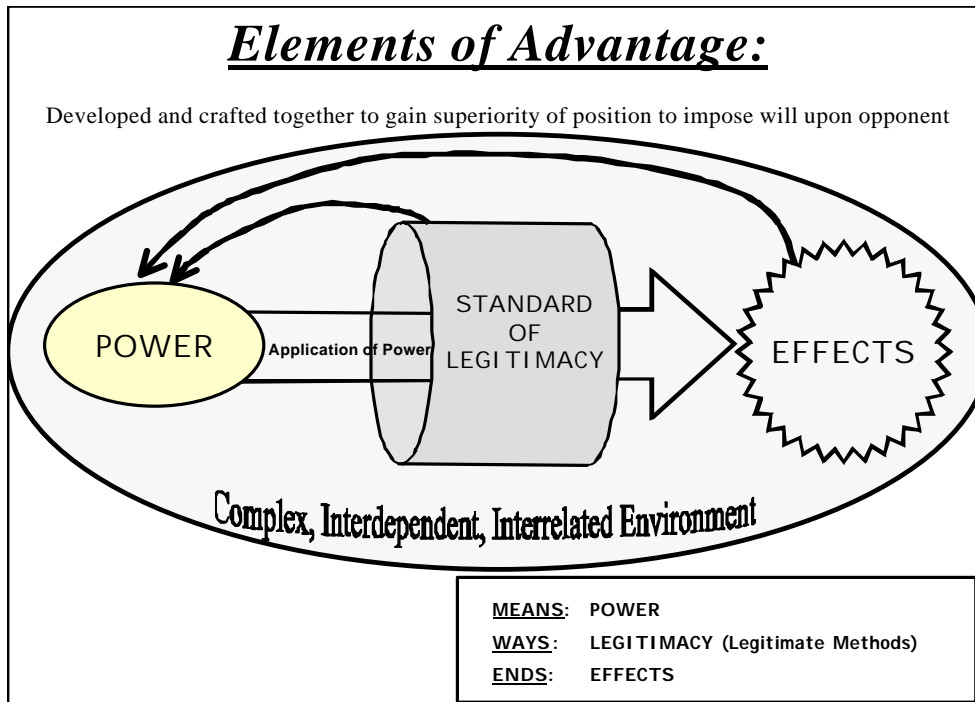 Elements of Advantage:
Developed and crafted together to gain superiority of position to impose will upon opponent
POWER
Application of Power
STANDARD
OF
LEGITIMACY
EFFECTS
Complex, Interdependent, Interrelated Environment
MEANS: POWER
WAYS: LEGITIMACY (Legitimate Methods)
ENDS: EFFECTS